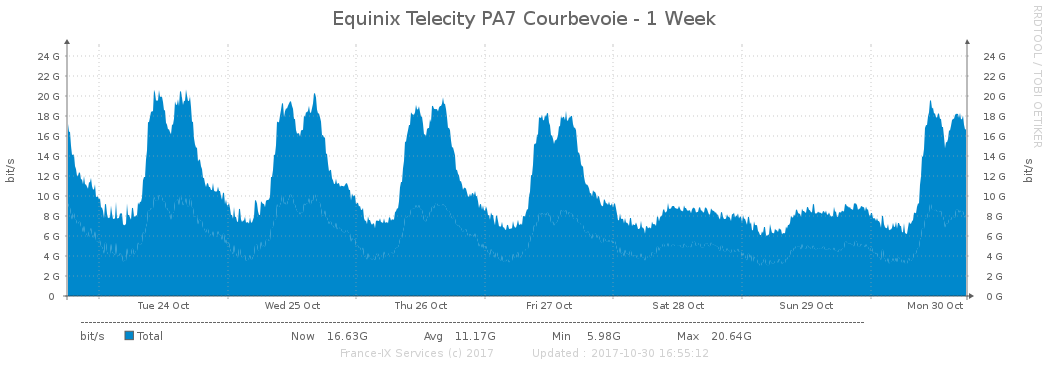 Equinix Telecity PA7 Courbevoie - 1 Week
RRDTOOL / TOBI OETIKER
bit/s
24 G 24 G
22 G 22 G
20 G 20 G
18 G 18 G
16 G 16 G
14 G 14 G
12 G 12 G
10 G 10 G
8 G 8 G
6 G 6 G
4 G 4 G
2 G 2 G
0 0 G
bit/s
Tue 24 Oct Wed 25 Oct Thu 26 Oct Fri 27 Oct Sat 28 Oct Sun 29 Oct Mon 30 Oct
bit/s Total Now 16.63G Avg 11.17G Min 5.98G Max 20.64G
France-IX Services (c) 2017 Updated : 2017-10-30 16:55:12